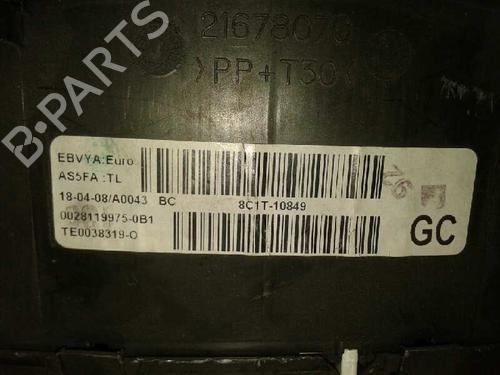 B-PARTS
21678070
>PP+T30<
EBVYA:Euro
AS5FA :TL
18-04-08/A0043 BC
8C1T-10849
0028119975-0B1
TE0038319-O
GC